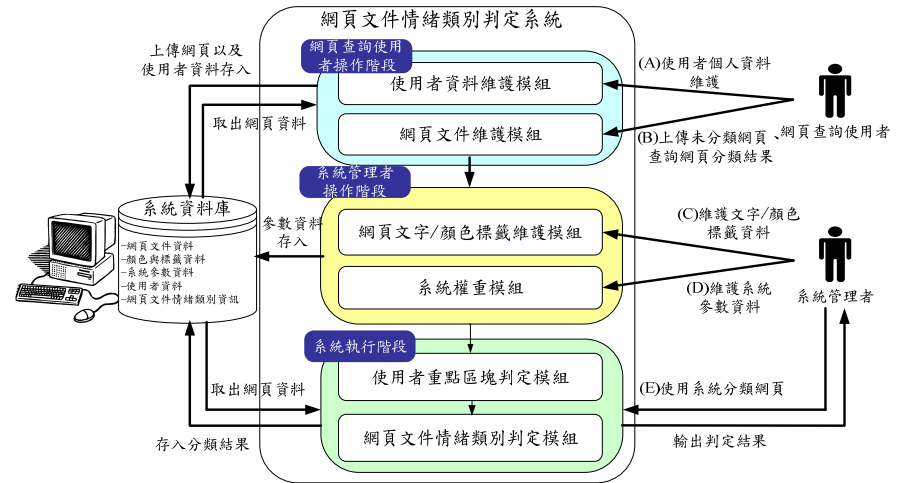 網頁文件情緒類別判定系統
網頁查詢使用
者操作階段
上傳網頁以及
使用者資料存入
使用者資料維護模組
(A)使用者個人資料
維護
取出網頁資料
網頁文件維護模組
網頁查詢使用者
(B)上傳未分類網頁、
查詢網頁分類結果
系統管理者
操作階段
系統資料庫
參數資料
存入
網頁文字/顏色標籤維護模組
(C)維護文字/顏色
標籤資料
-網頁文件資料
-顏色與標籤資料
-系統參數資料
-使用者資料
-網頁文件情緒類別資訊
系統權重模組
(D)維護系統
參數資料
系統管理者
系統執行階段
使用者重點區塊判定模組
取出網頁資料
(E)使用系統分類網頁
網頁文件情緒類別判定模組
存入分類結果
輸出判定結果